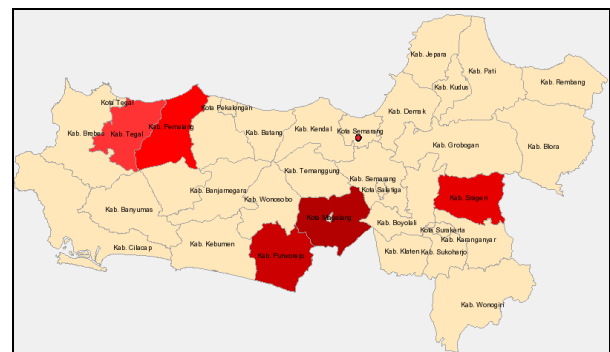 Kab. Jepara
Kab. Pati
Kab. Rembang
Kab. Kudus
Kota Tegal
Kota Pekalongan
Kab. Demak
Kab. Brebes
Kab. Tegal
Kab. Pemalang
Kab. Batang
Kab. Kendal
Kota Semarang
Kab. Grobogan
Kab. Blora
Kab. Temanggung
Kab. Semarang
Kota Salatiga
Kab. Banjarnegara
Kab. Wonosobo
Kab. Sragen
Kab. Banyumas
Kota Magelang
Kab. Boyolali
Kota Surakarta
Kab. Karanganyar
Kab. Cilacap
Kab. Kebumen
Kab. Purworejo
Kab. Klaten
Kab. Sukoharjo
Kab. Wonogiri